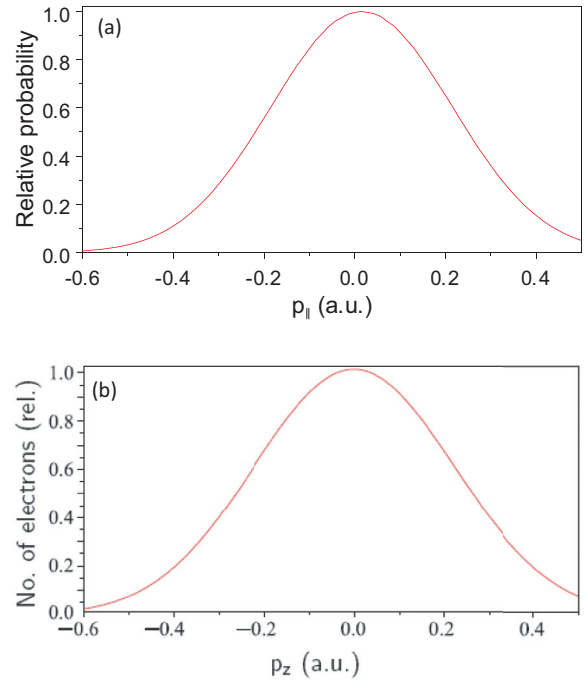 (a)
Relative probability
1.0
0.8
0.6
0.4
0.2
0.0
-0.6 -0.4 -0.2 0.0 0.2 0.4
p∥ (a.u.)
(b)
No. of electrons (rel.)
1.0
0.8
0.6
0.4
0.2
0.0
−0.6 −0.4 −0.2 0.0 0.2 0.4
pz (a.u.)